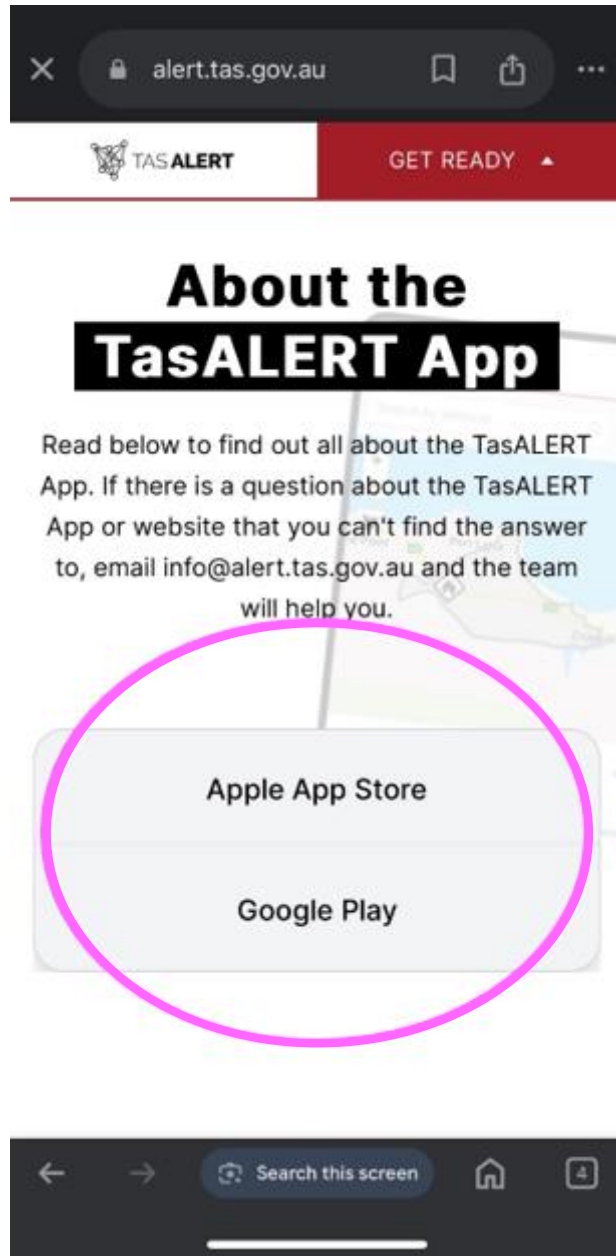 alert.tas.gov.au
TAS ALERT
GET READY
About the
TasALERT App
Read below to find out all about the TasALERT
App. If there is a question about the TasALERT
App or website that you can't find the answer
to, email info@alert.tas.gov.au and the team
will help you.
Apple App Store
Google Play
Search this screen
4